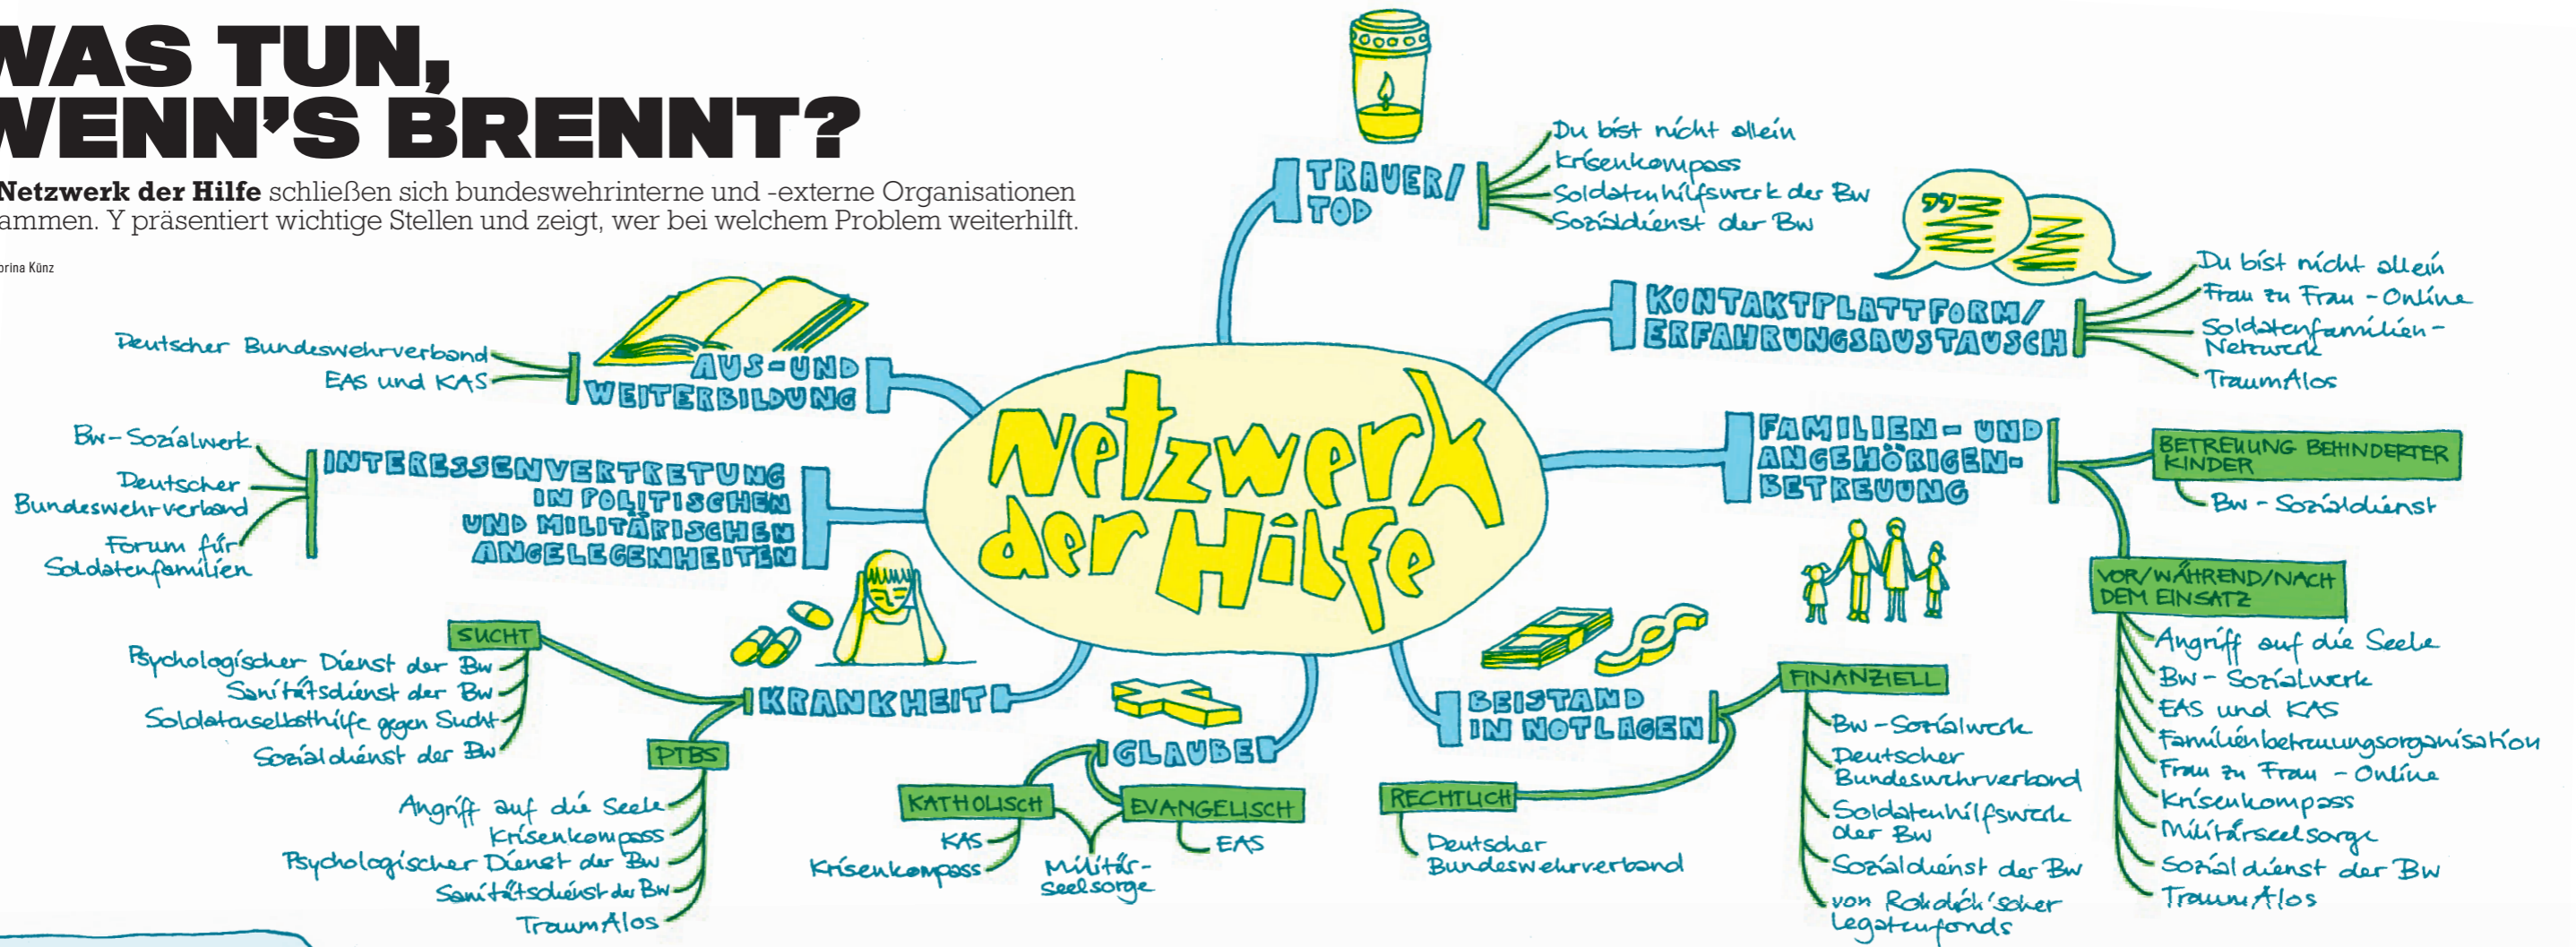 WAS TUN,
WENN'S BRENNT?
Netzwerk der Hilfe schließen sich bundeswehrinterne und -externe Organisationen
ammen. Y präsentiert wichtige Stellen und zeigt, wer bei welchem Problem weiterhilft.
orina Künz
Netzwerk
der Hilfe
TRAUER/
TOD
Du bist nicht allein
Krisenkompass
Soldatenhilfswerk der Bw
Sozialdienst der Bw
KONTAKTPLATTFORM/
ERFAHRUNGSAUSTAUSCH
Du bist nicht allein
Frau zu Frau - Online
Soldatenfamilien-
Netzwerk
TraumAlos
FAMILIEN- UND
ANGEHÖRIGEN-
BETREUUNG
BETREUUNG BEHINDERTER
KINDER
Bw - Sozialdienst
VOR/WÄHREND/NACH
DEM EINSATZ
Angriff auf die Seele
Bw - Sozialwerk
EAS und KAS
Familienbetreuungsorganisation
Frau zu Frau - Online
Krisenkompass
Militärseelsorge
Sozialdienst der Bw
TraumAlos
BEISTAND
IN NOTLAGEN
FINANZIELL
Bw-Sozialwerk
Deutscher
Bundeswehrverband
Soldatenhilfswerk
der Bw
Sozialdienst der Bw
von Rohdich'scher
Legatenfonds
RECHTLICH
Deutscher
Bundeswehrverband
GLAUBE
KATHOLISCH
KAS
Krisenkompass
Militär-
seelsorge
EVANGELISCH
EAS
KRANKHEIT
SUCHT
Psychologischer Dienst der Bw
Sanitätsdienst der Bw
Soldatenselbsthilfe gegen Sucht
Sozialdienst der Bw
PTBS
Angriff auf die Seele
Krisenkompass
Psychologischer Dienst der Bw
Sanitätsdienst der Bw
TraumAlos
INTERESSENVERTRETUNG
IN POLITISCHEN
UND MILITÄRISCHEN
ANGELEGENHEITEN
Bw-Sozialwerk
Deutscher
Bundeswehrverband
Forum für
Soldatenfamilien
AUS-UND
WEITERBILDUNG
Deutscher Bundeswehrverband
EAS und KAS